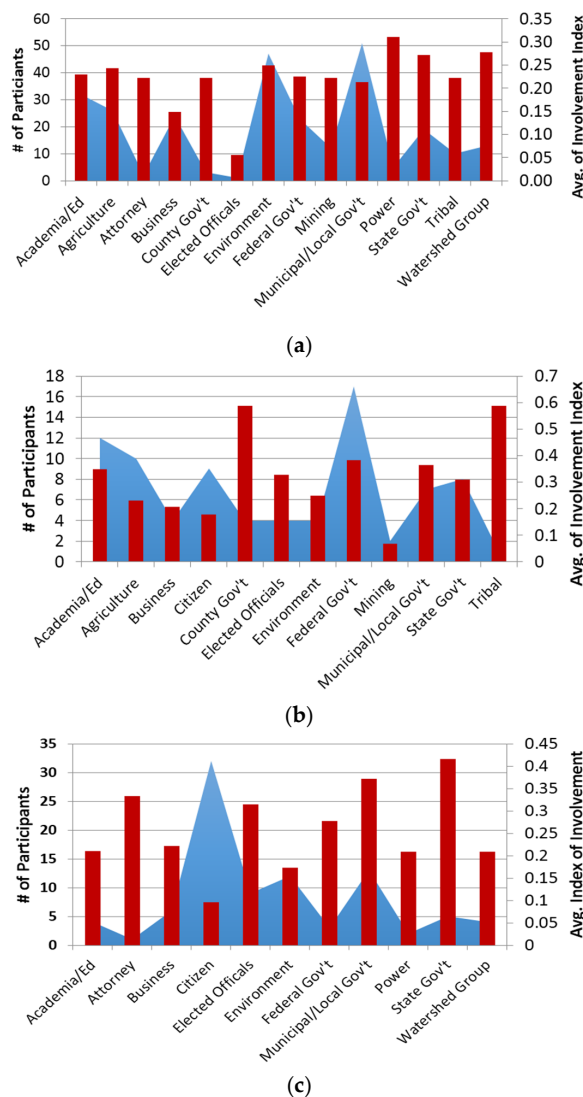 60
50
40
30
20
10
0
# of Particiants
0.35
0.30
0.25
0.20
0.15
0.10
0.05
0.00
Avg. of Involvement Index
Academia/Ed
Agriculture
Attorney
Business
County Gov't
Elected Officals
Environment
Federal Gov't
Mining
Municipal/Local Gov't
Power
State Gov't
Tribal
Watershed Group
(a)
18
16
14
12
10
8
6
4
2
0
# of Participants
0.7
0.6
0.5
0.4
0.3
0.2
0.1
0
Avg. of Involvement Index
Academia/Ed
Agriculture
Business
Citizen
County Gov't
Elected Officials
Environment
Federal Gov't
Mining
Municipal/Local Gov't
State Gov't
Tribal
(b)
35
30
25
20
15
10
5
0
# of Participants
0.45
0.4
0.35
0.3
0.25
0.2
0.15
0.1
0.05
0
Avg. Index of Involvement
Academia/Ed
Attorney
Business
Citizen
Elected Officals
Environment
Federal Gov't
Municipal/Local Gov't
Power
State Gov't
Watershed Group
(c)